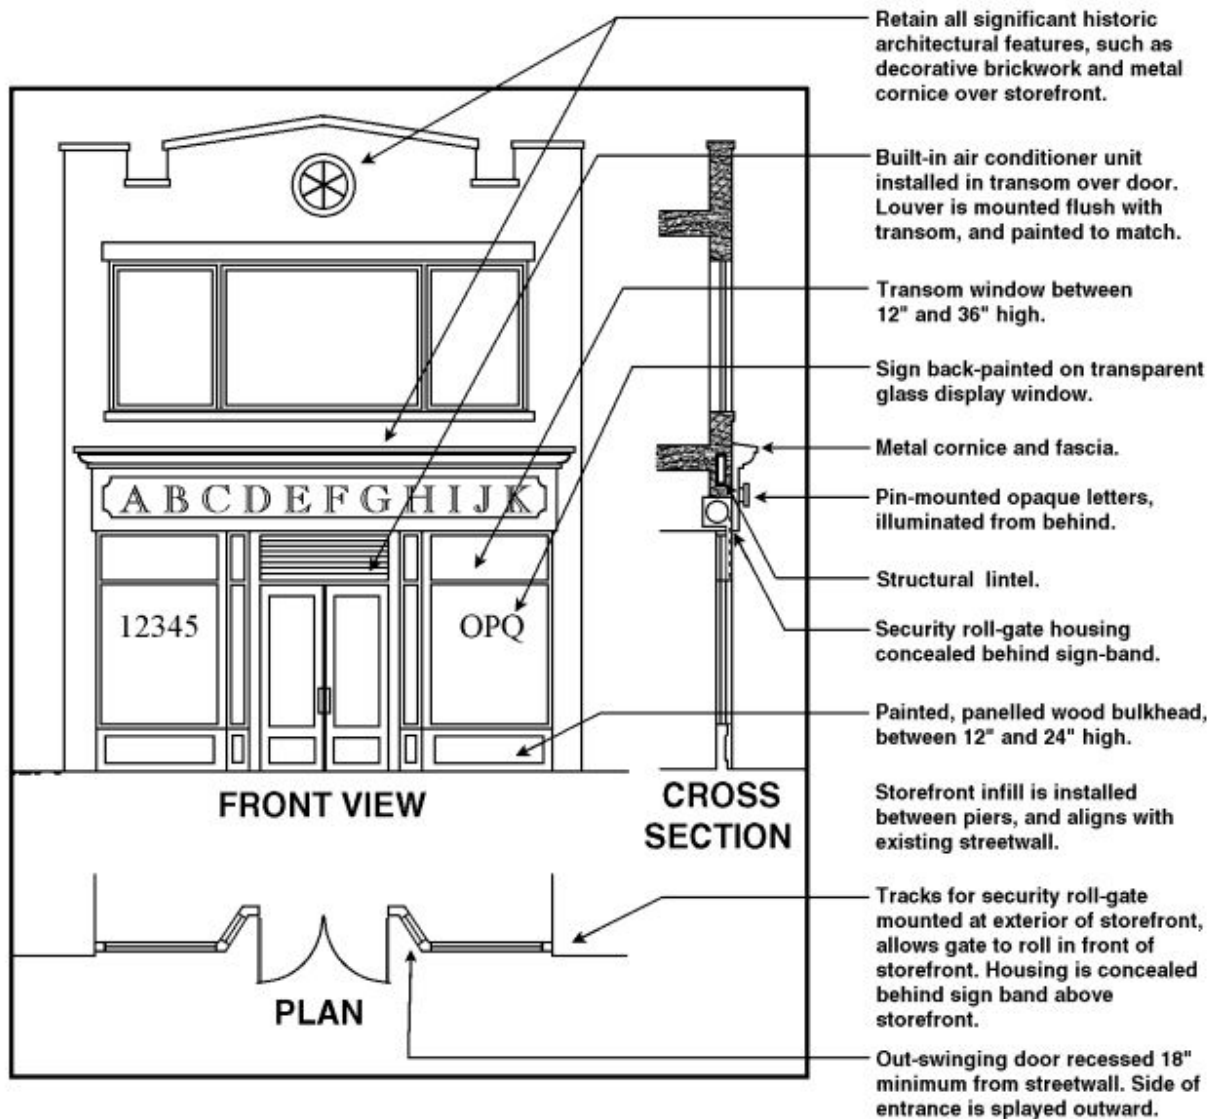 Retain all significant historic
architectural features, such as
decorative brickwork and metal
cornice over storefront.
Built-in air conditioner unit
installed in transom over door.
Louver is mounted flush with
transom, and painted to match.
Transom window between
12" and 36" high.
Sign back-painted on transparent
glass display window.
Metal cornice and fascia.
Pin-mounted opaque letters,
illuminated from behind.
Structural lintel.
Security roll-gate housing
concealed behind sign-band.
Painted, panelled wood bulkhead,
between 12" and 24" high.
Storefront infill is installed
between piers, and aligns with
existing streetwall.
Tracks for security roll-gate
mounted at exterior of storefront,
allows gate to roll in front of
storefront. Housing is concealed
behind sign band above
storefront.
Out-swinging door recessed 18"
minimum from streetwall. Side of
entrance is splayed outward.
A B C D E F G H I J K
12345
OPQ
FRONT VIEW
CROSS
SECTION
PLAN